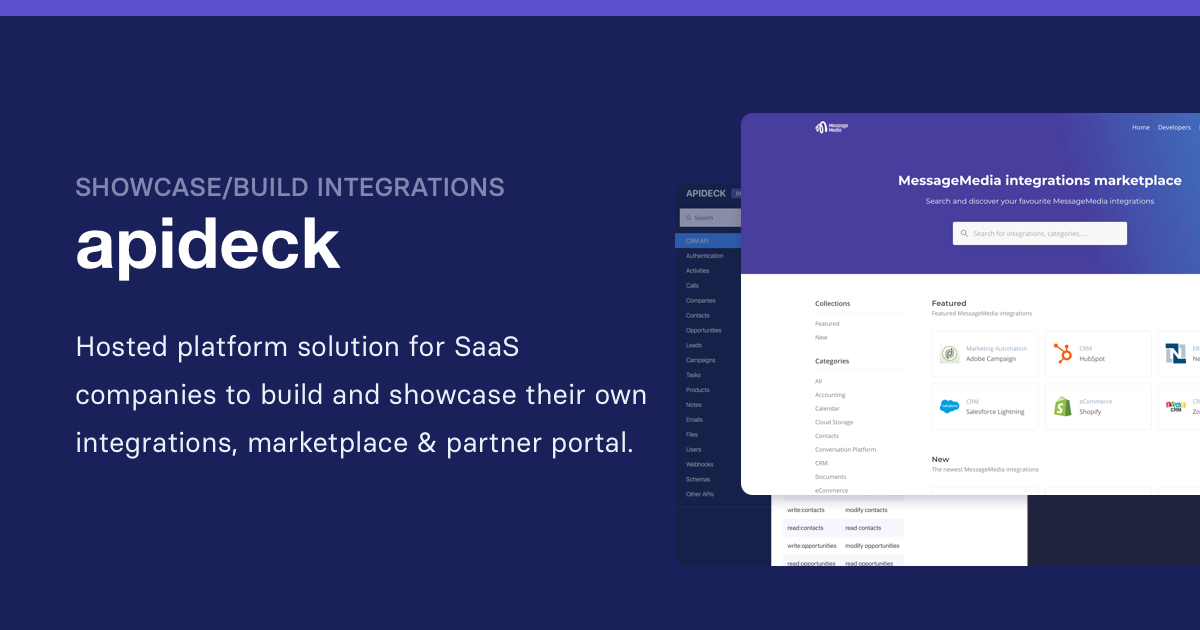 SHOWCASE/BUILD INTEGRATIONS
apideck
Hosted platform solution for SaaS
companies to build and showcase their own
integrations, marketplace & partner portal.
APIDECK
Search
CRM API
Authentication
Activities
Calls
Companies
Contacts
Opportunities
Leads
Campaigns
Tasks
Products
Notes
Emails
Files
Users
Webhooks
Schemas
Other APIs
Message
Media
Home Developers
MessageMedia integrations marketplace
Search and discover your favourite MessageMedia integrations
Search for integrations, categories, ...
Collections
Featured
New
Categories
All
Accounting
Calendar
Cloud Storage
Contacts
Conversation Platform
CRM
Documents
eCommerce
Featured
Featured MessageMedia integrations
Marketing Automation
Adobe Campaign
CRM
HubSpot
salesforce
CRM
Salesforce Lightning
eCommerce
Shopify
CRM
New
The newest MessageMedia integrations
write:contacts modify contacts
read:contacts read contacts
write:opportunities modify opportunities
read:opportunities read opportunities